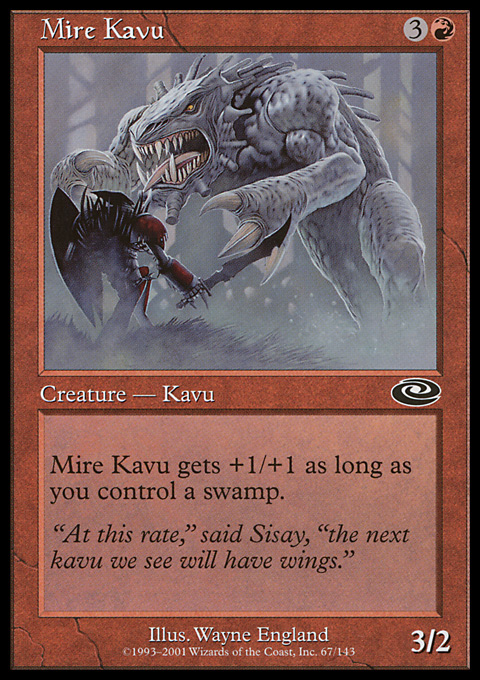 Mire Kavu 3
Creature — Kavu
Mire Kavu gets +1/+1 as long as
you control a swamp.
“At this rate,” said Sisay, “the next
kavu we see will have wings.”
Illus. Wayne England
©1993–2001 Wizards of the Coast, Inc. 67/143
3/2